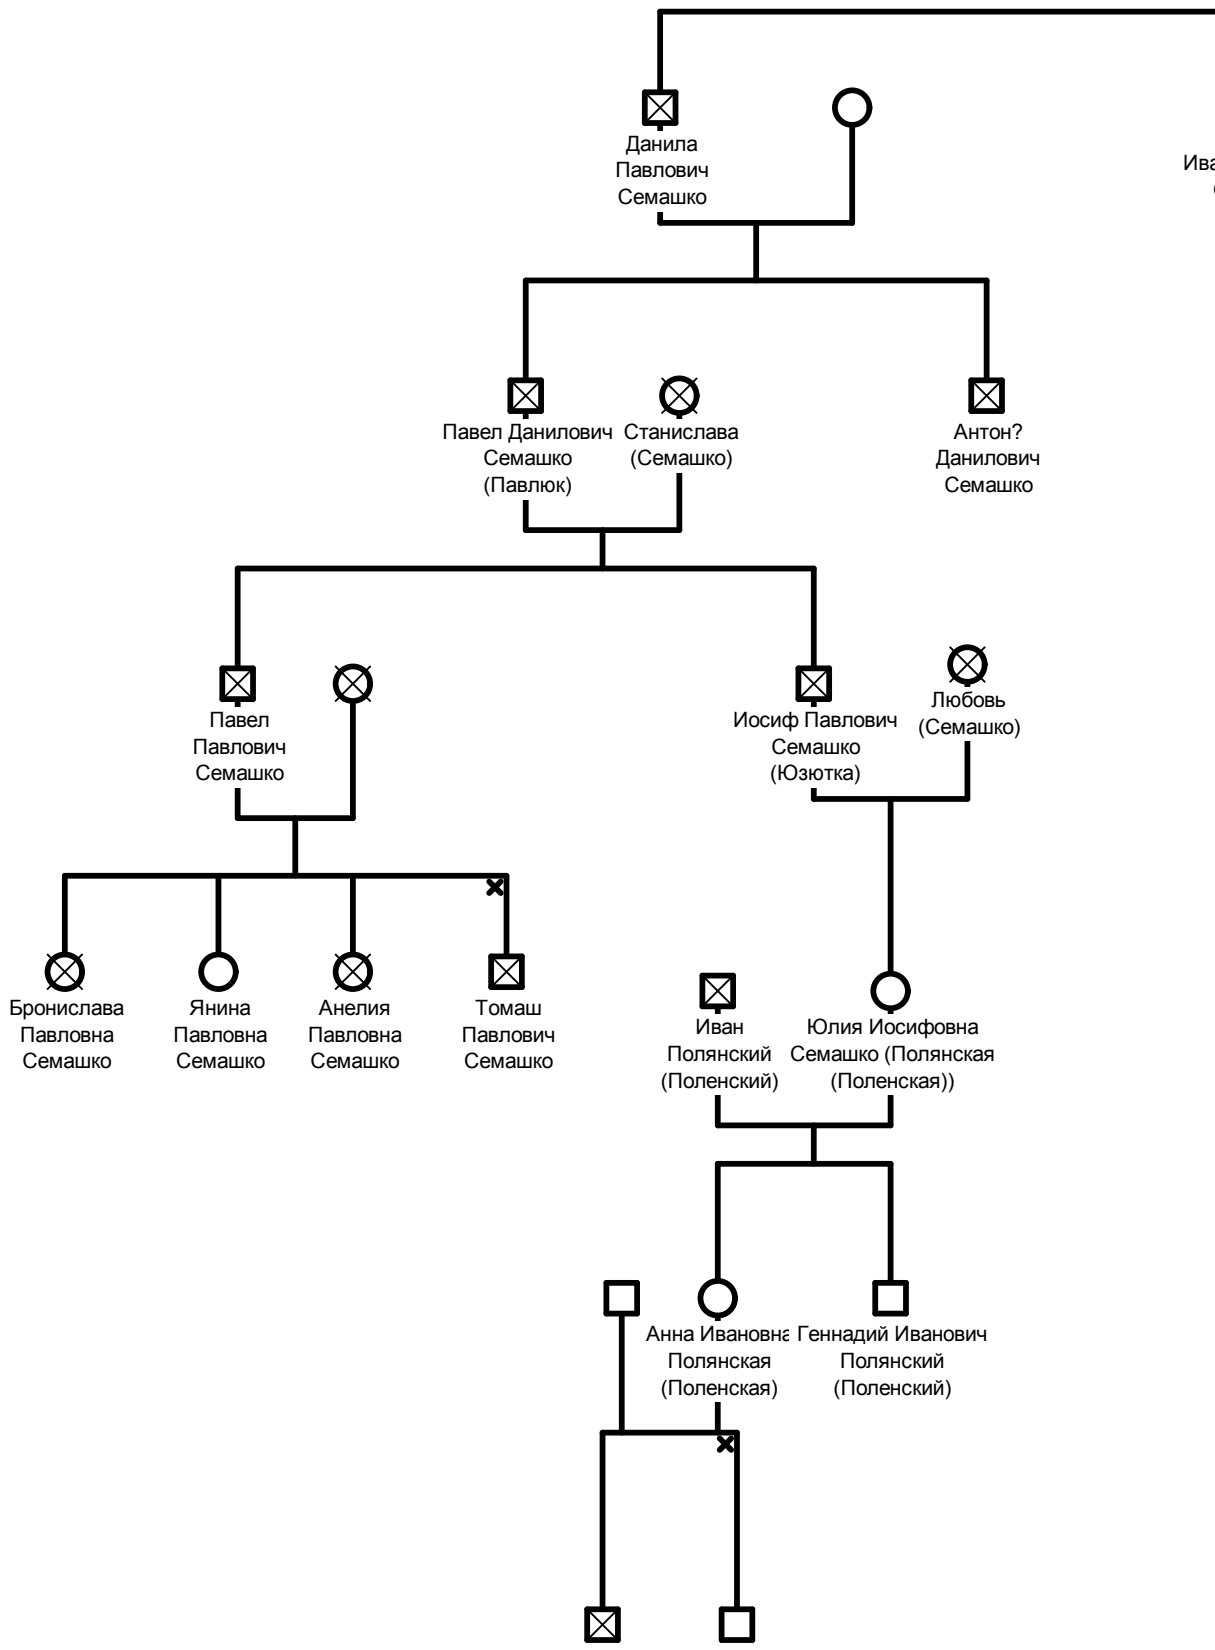 Данила
Павлович
Семашко
Ива
Павел Данилович
Семашко
(Павлюк)
Станислава
(Семашко)
Антон?
Данилович
Семашко
Павел
Павлович
Семашко
Иосиф Павлович
Семашко
(Юзютка)
Любовь
(Семашко)
Бронислава
Павловна
Семашко
Янина
Павловна
Семашко
Анелия
Павловна
Семашко
Томаш
Павлович
Семашко
Иван
Полянский
(Поленский)
Юлия Иосифовна
Семашко (Полянская
(Поленская))
Анна Ивановна
Полянская
(Поленская)
Геннадий Иванович
Полянский
(Поленский)